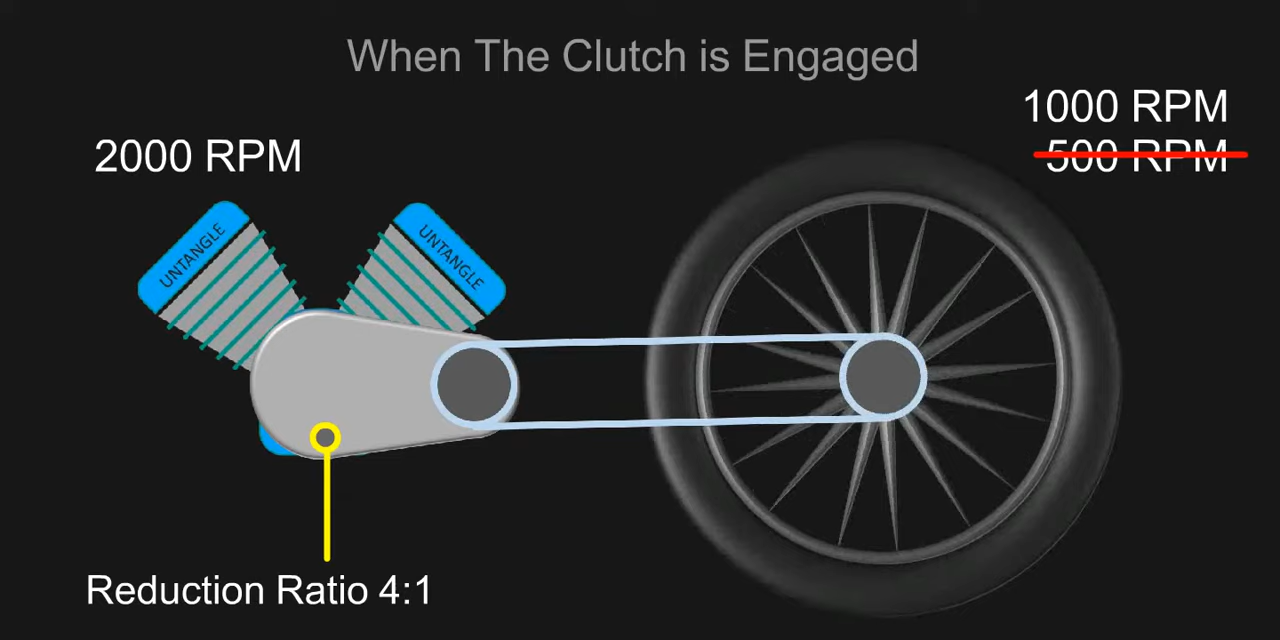 When The Clutch is Engaged
1000 RPM
2000 RPM
500 RPM
UNTANGLE
UNTANGLE
Reduction Ratio 4:1